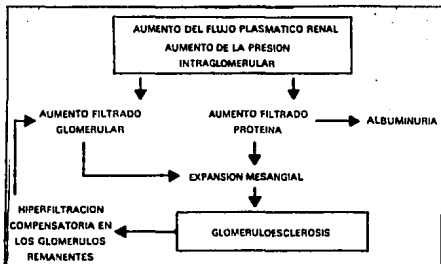 AUMENTO DEL FLUJO PLASMATICO RENAL
AUMENTO DE LA PRESION
INTRAGLOMERULAR
AUMENTO FILTRADO
GLOMERULAR
AUMENTO FILTRADO
PROTEINA
ALBUMINURIA
EXPANSION MESANGIAL
HIPERFILTRACION
COMPENSATORIA EN
LOS GLOMERULOS
REMANENTES
GLOMERULOESCLEROSIS